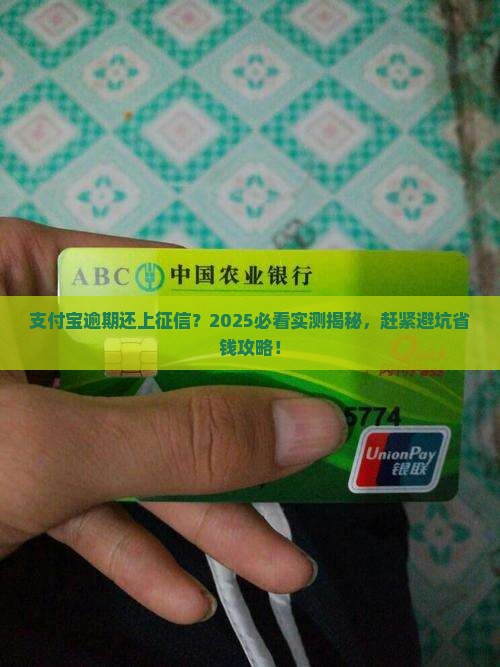 ABC 中国农业银行
支付宝逾期还上征信？2025必看实测揭秘，赶紧避坑省
钱攻略！
Quick
5774
UnionPay
银联